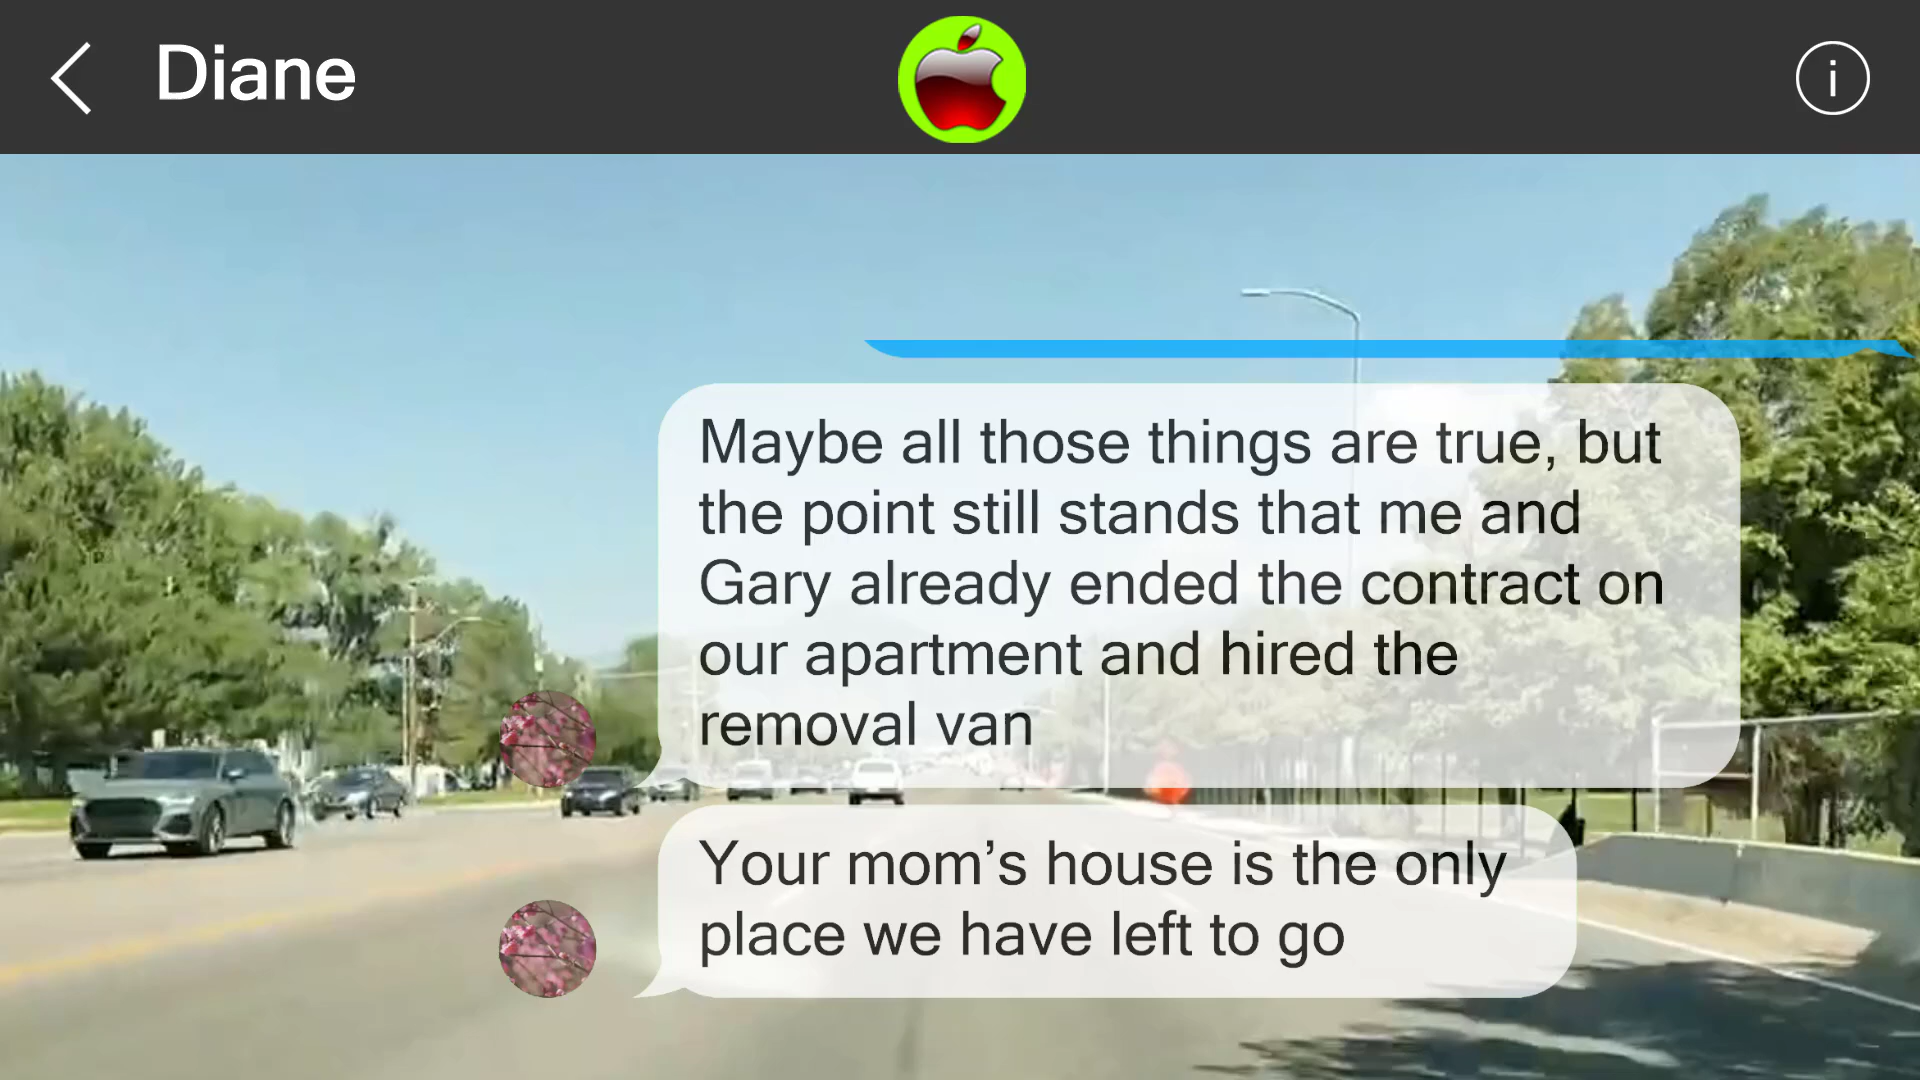 Diane
i
Maybe all those things are true, but
the point still stands that me and
Gary already ended the contract on
our apartment and hired the
removal van
Your mom’s house is the only
place we have left to go